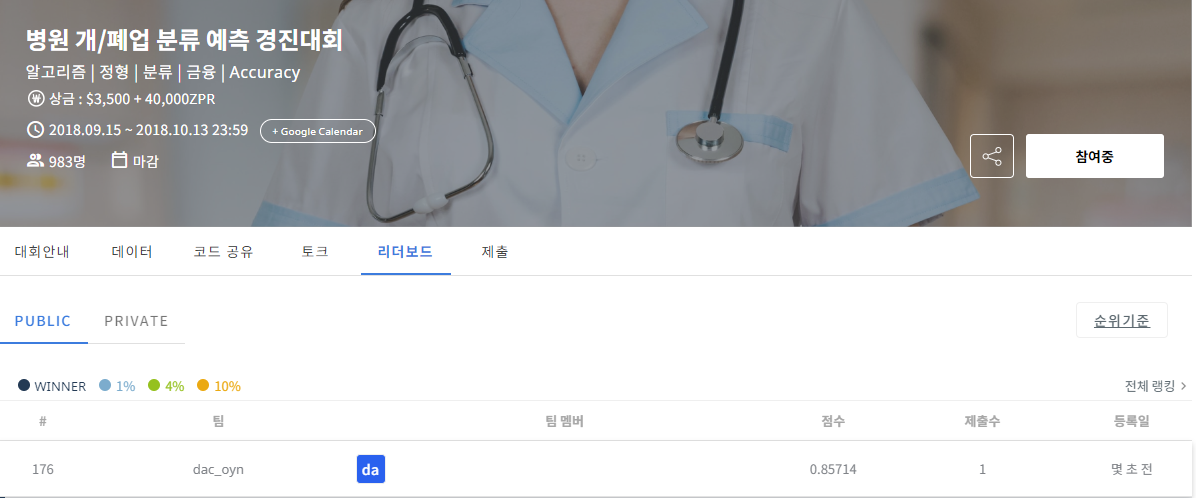 병원 개/폐업 분류 예측 경진대회
알고리즘 | 정형 | 분류 | 금융 | Accuracy
상금 : $3,500 + 40,000ZPR
2018.09.15 ~ 2018.10.13 23:59 + Google Calendar
983명 마감
참여중
대회안내 데이터 코드 공유 토크 리더보드 제출
PUBLIC PRIVATE
순위기준
WINNER 1% 4% 10%
전체 랭킹 >
# 팀 팀 멤버 점수 제출수 등록일
176 dac_oyn da 0.85714 1 몇 초 전